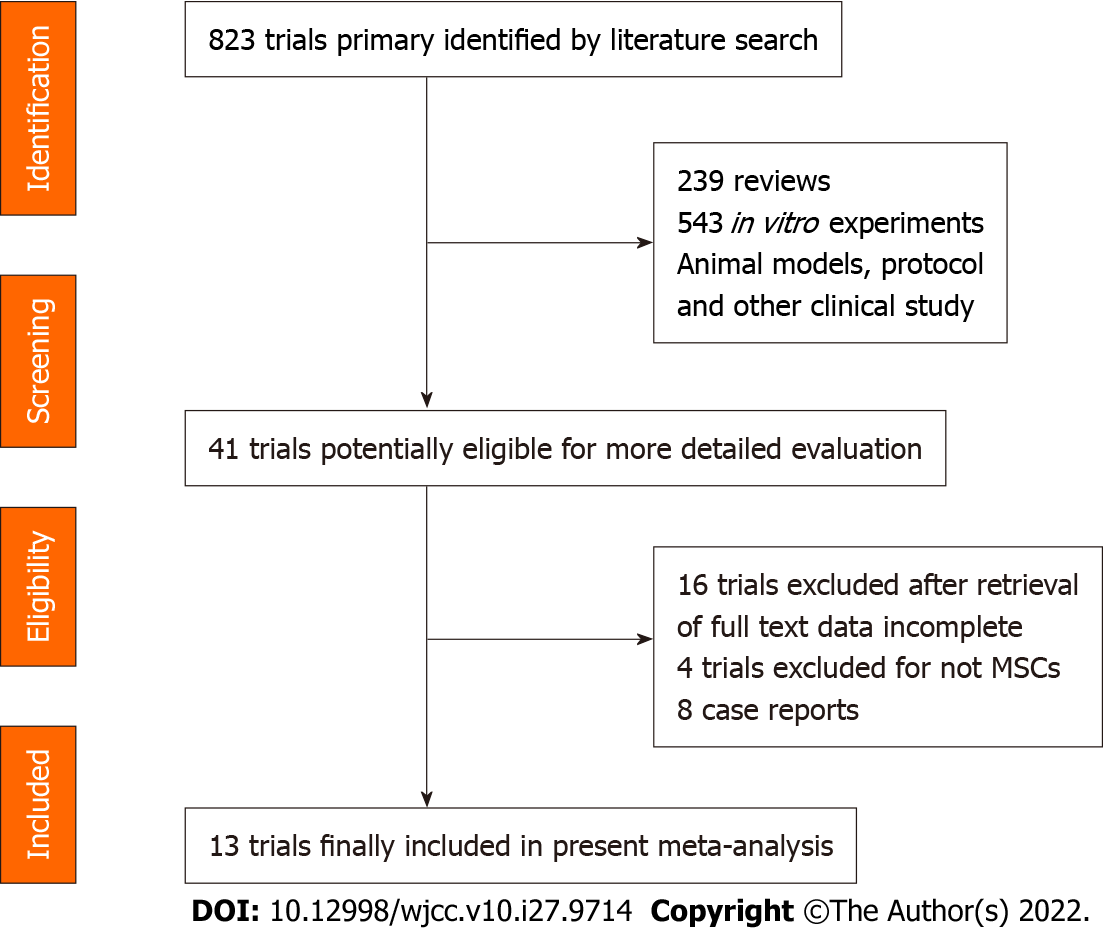 Identification
823 trials primary identified by literature search
239 reviews
543 in vitro experiments
Animal models, protocol
and other clinical study
Screening
41 trials potentially eligible for more detailed evaluation
Eligibility
16 trials excluded after retrieval
of full text data incomplete
4 trials excluded for not MSCs
8 case reports
Included
13 trials finally included in present meta-analysis
DOI: 10.12998/wjcc.v10.i27.9714 Copyright ©The Author(s) 2022.